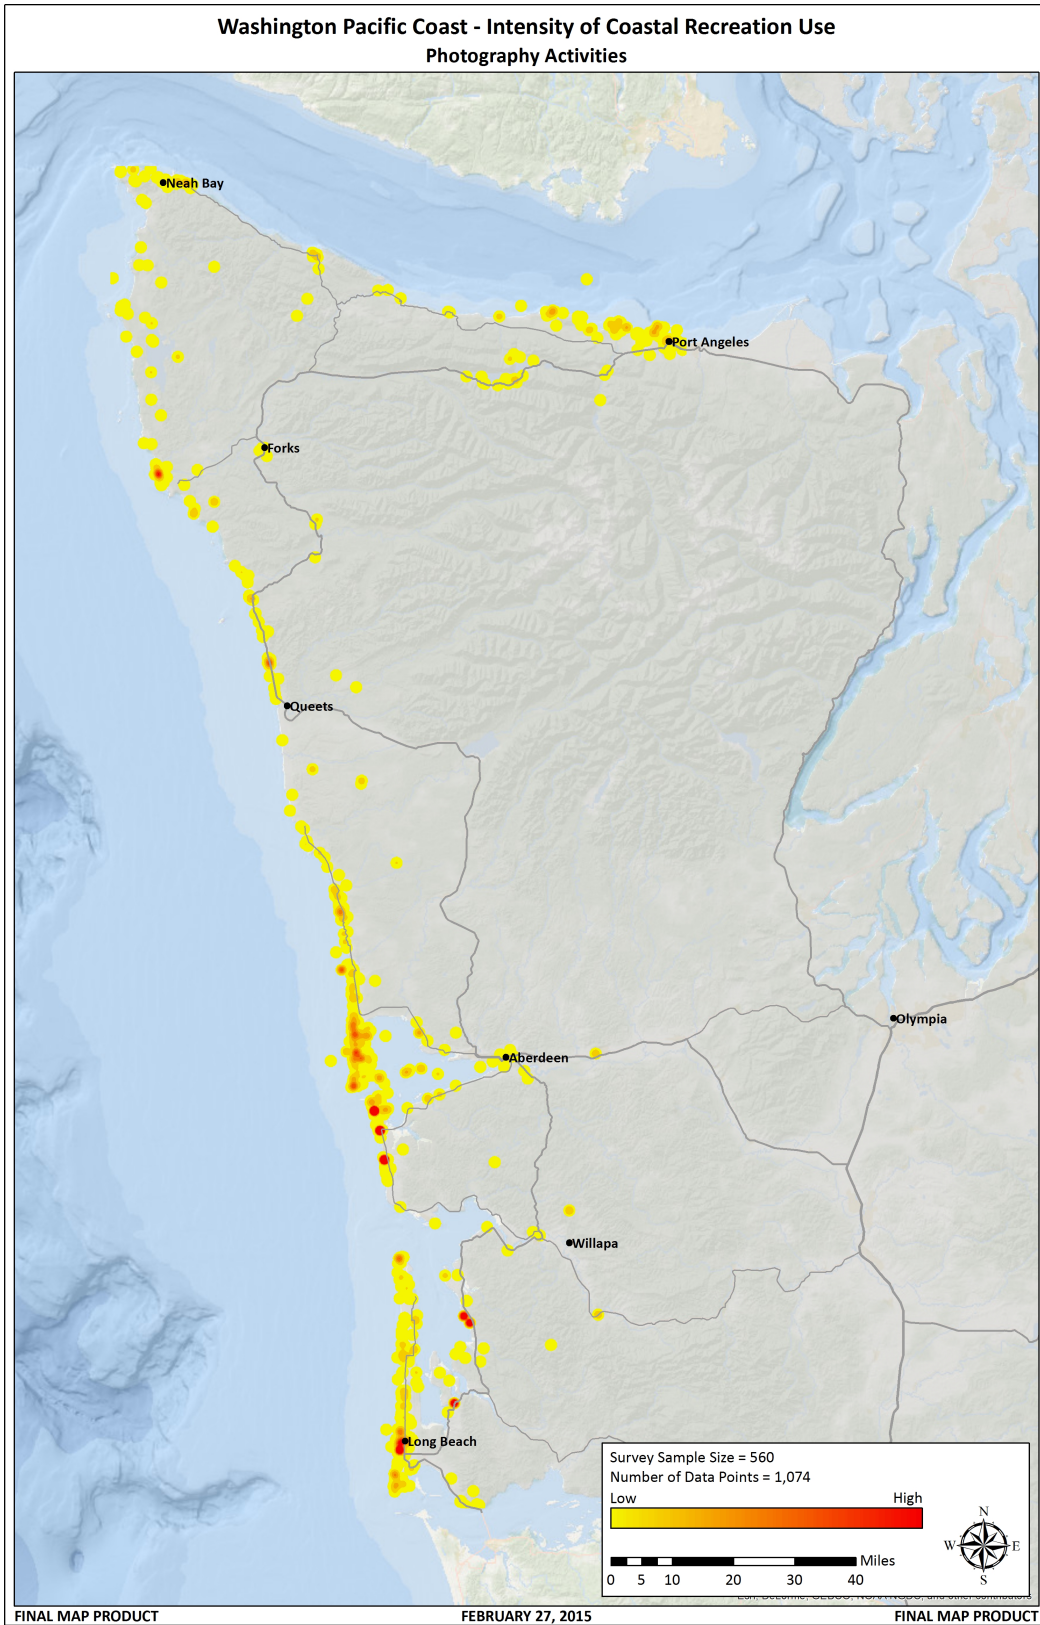 Washington Pacific Coast - Intensity of Coastal Recreation Use
Photography Activities
Neah Bay
Port Angeles
Forks
Queets
Olympia
Aberdeen
Willapa
Long Beach
Survey Sample Size = 560
Number of Data Points = 1,074
Low High
N
W E
S
Miles
0 5 10 20 30 40
FINAL MAP PRODUCT FEBRUARY 27, 2015 FINAL MAP PRODUCT